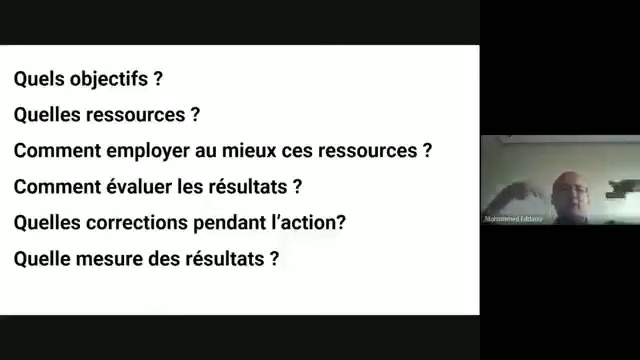 Quels objectifs ?
Quelles ressources ?
Comment employer au mieux ces ressources ?
Comment évaluer les résultats ?
Quelles corrections pendant l'action?
Quelle mesure des résultats ?
Mohammed